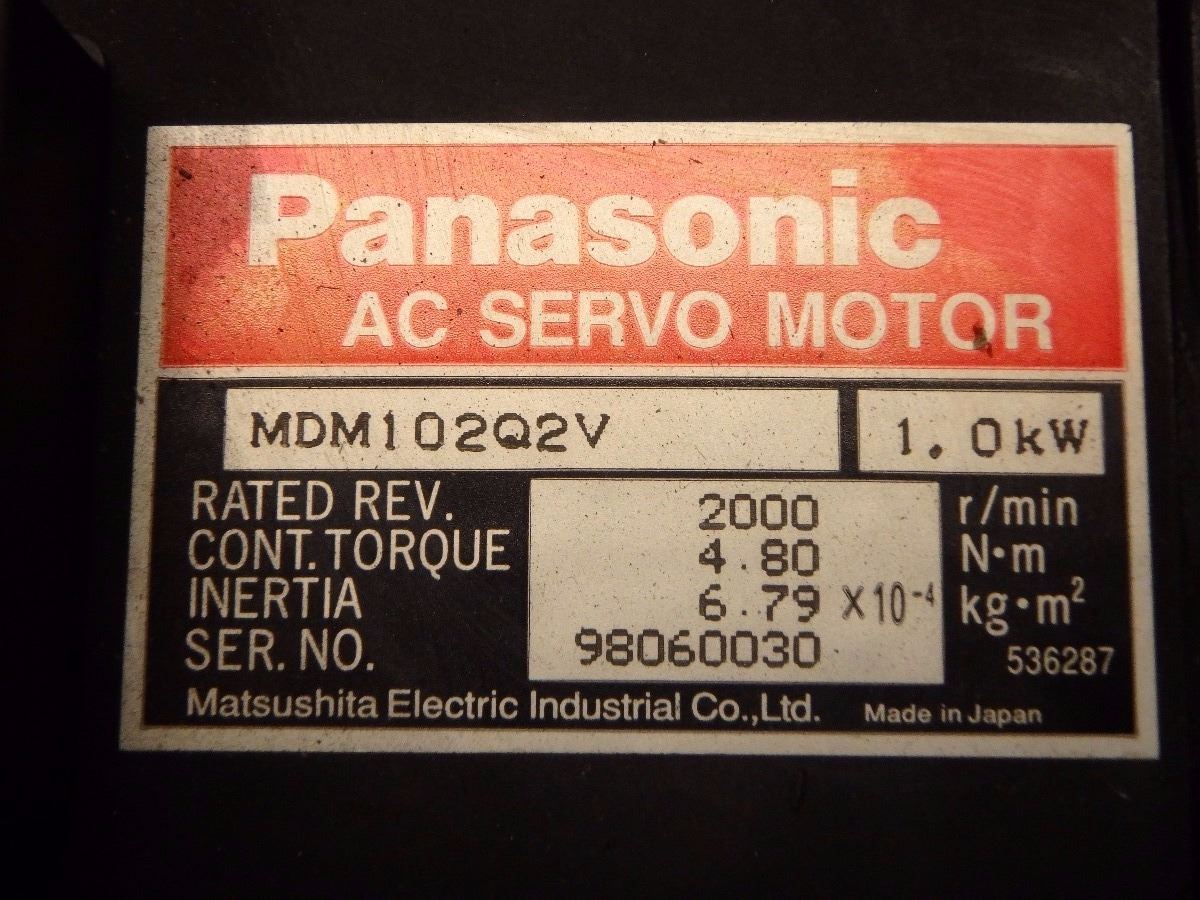 Panasonic
AC SERVO MOTOR
MDM102Q2V 1.0kW
RATED REV. 2000 r/min
CONT.TORQUE 4.80 N·m
INERTIA 6.79 ×10⁻⁴ kg·m²
SER. NO. 98060030 536287
Matsushita Electric Industrial Co.,Ltd. Made in Japan